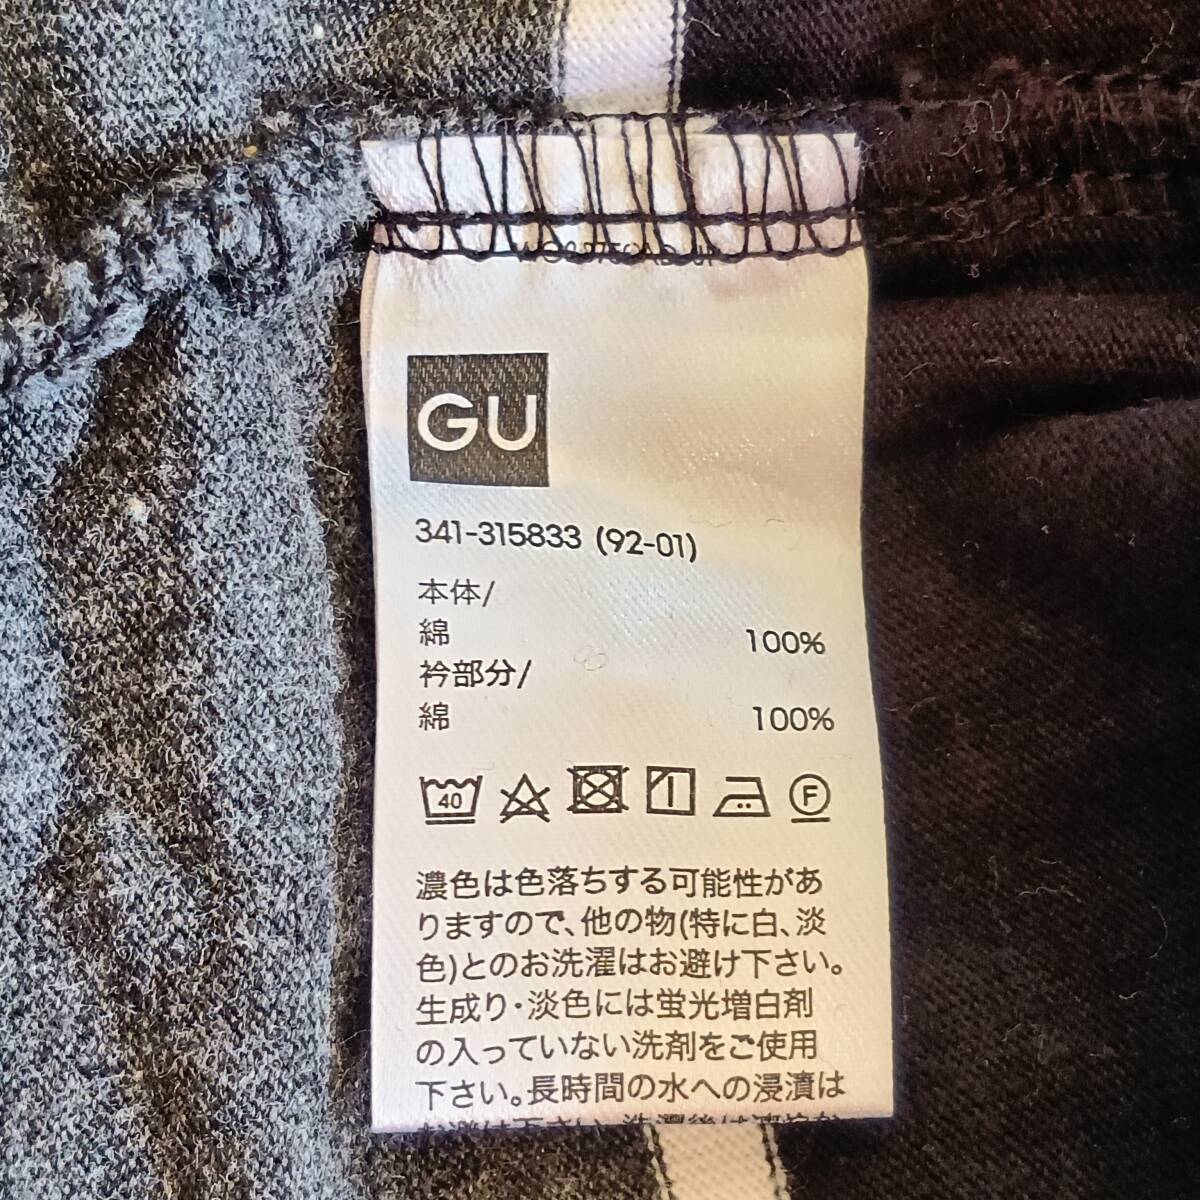 GU
341-315833 (92-01)
本体/
綿 100%
衿部分/
綿 100%
40 F
濃色は色落ちする可能性があ
りますので、他の物(特に白、淡
色)とのお洗濯はお避け下さい。
生成り・淡色には蛍光増白剤
の入っていない洗剤をご使用
下さい。長時間の水への浸漬は